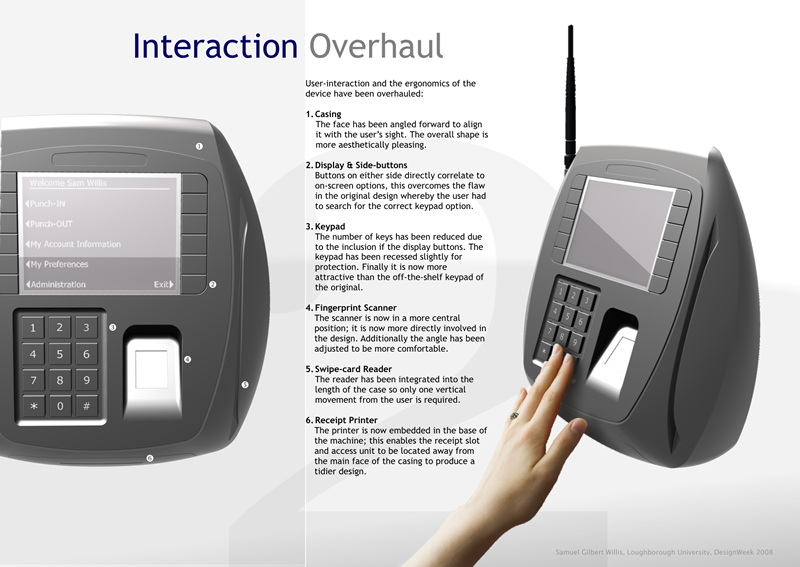 Interaction Overhaul
User-interaction and the ergonomics of the
device have been overhauled:
1. Casing
The face has been angled forward to align
it with the user's sight. The overall shape is
more aesthetically pleasing.
2. Display & Side-buttons
Buttons on either side directly correlate to
on-screen options, this overcomes the flaw
in the original design whereby the user had
to search for the correct keypad option.
3. Keypad
The number of keys has been reduced due
to the inclusion if the display buttons. The
keypad has been recessed slightly for
protection. Finally it is now more
attractive than the off-the-shelf keypad of
the original.
4. Fingerprint Scanner
The scanner is now in a more central
position; it is now more directly involved in
the design. Additionally the angle has been
adjusted to be more comfortable.
5. Swipe-card Reader
The reader has been integrated into the
length of the case so only one vertical
movement from the user is required.
6. Receipt Printer
The printer is now embedded in the base of
the machine; this enables the receipt slot
and access unit to be located away from
the main face of the casing to produce a
tidier design.
Welcome Sam Willis
Punch-IN
Punch-OUT
My Account Information
My Preferences
Administration Exit
1 2 3
4 5 6
7 8 9
* 0 #
1
2
3
4
5
6
2
1 2 3
4 5 6
7 8 9
*
Samuel Gilbert Willis, Loughborough University, DesignWeek 2008